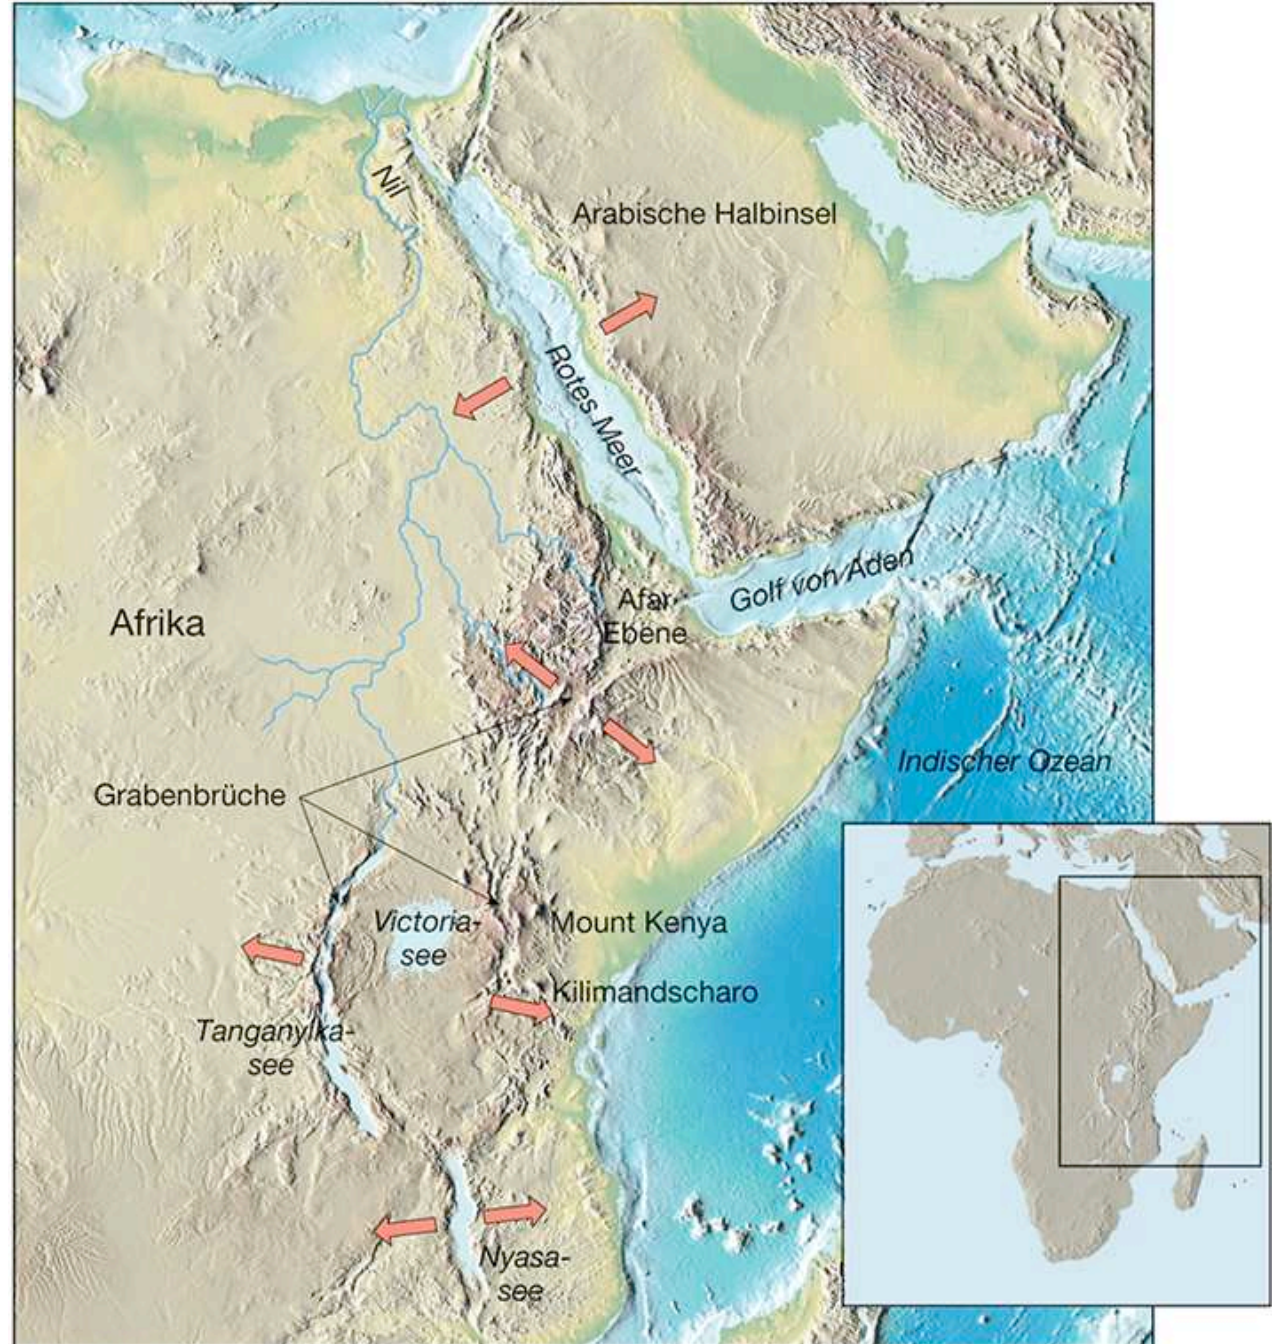 Nil
Arabische Halbinsel
Rotes Meer
Golf von Aden
Afar-
Ebene
Afrika
Indischer Ozean
Grabenbrüche
Victoria-
see
Mount Kenya
Kilimandscharo
Tanganyika-
see
Nyasa-
see